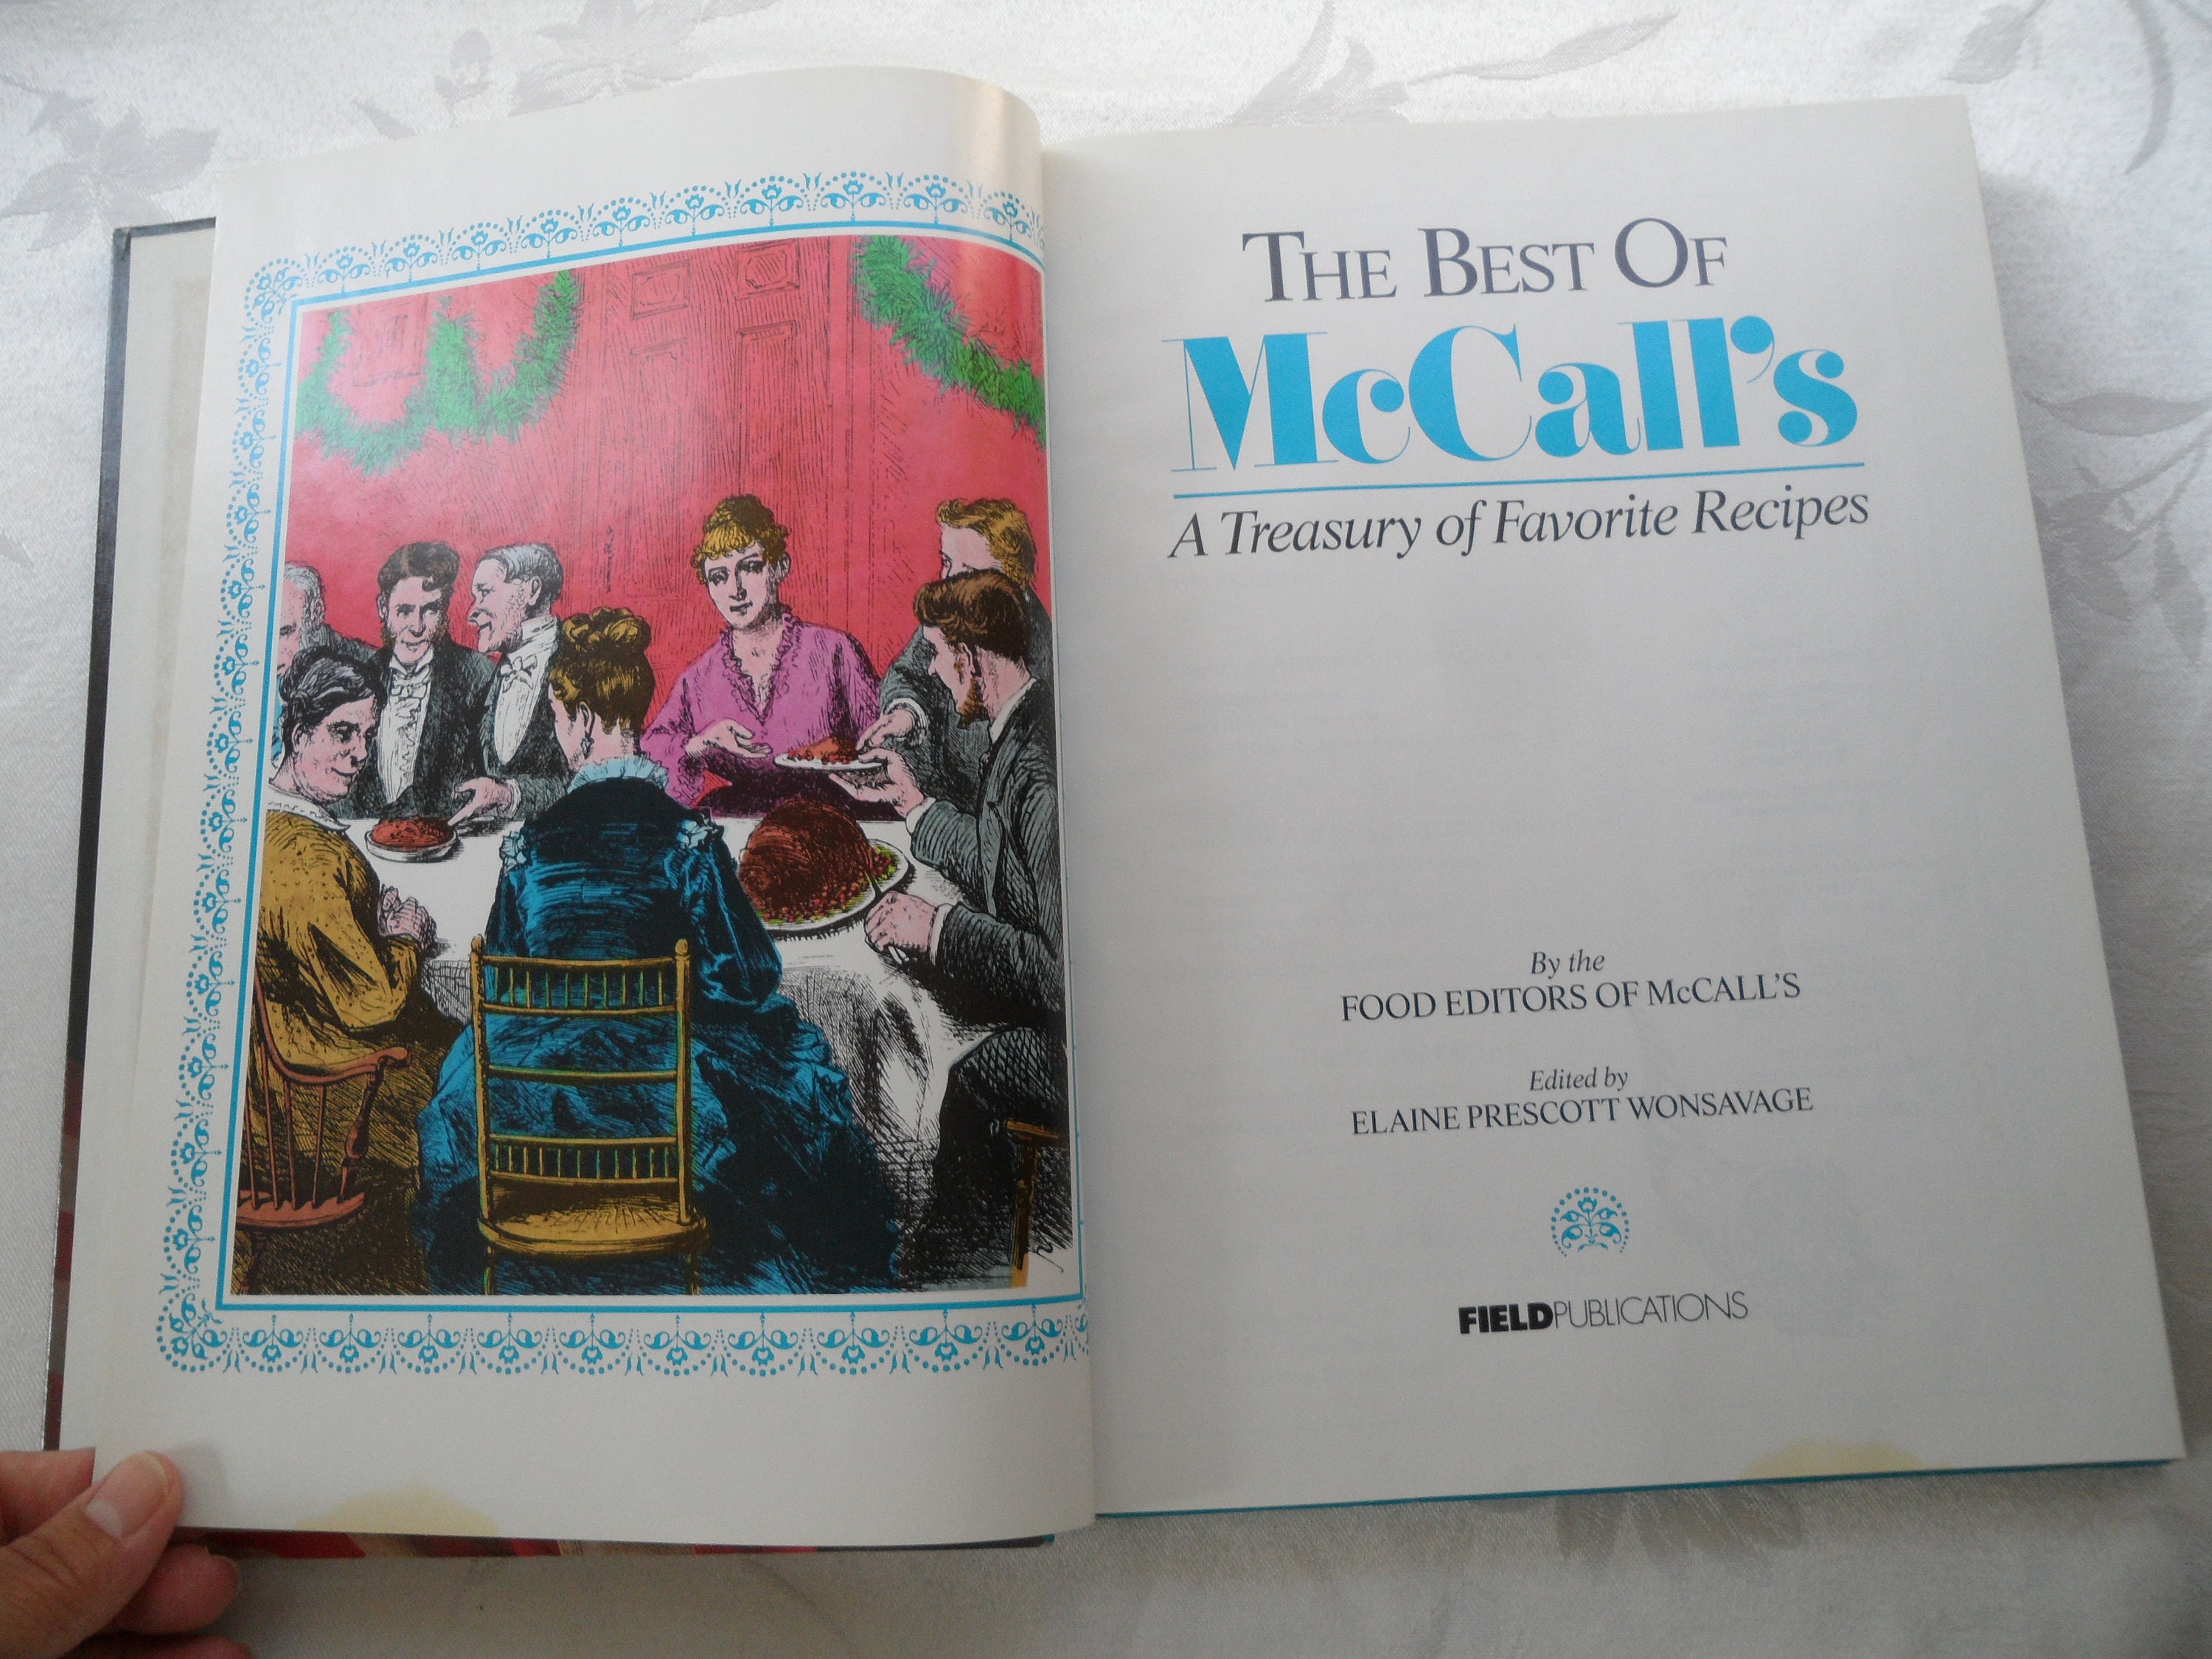 THE BEST OF
McCall's
A Treasury of Favorite Recipes
By the
FOOD EDITORS OF McCALL'S
Edited by
ELAINE PRESCOTT WONSAVAGE
FIELDPUBLICATIONS